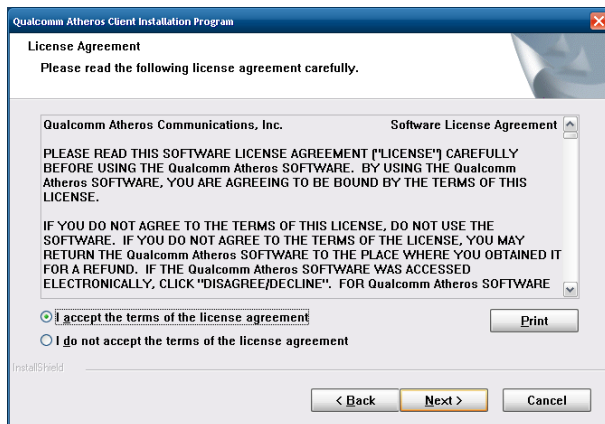 Qualcomm Atheros Client Installation Program
License Agreement
Please read the following license agreement carefully.
Qualcomm Atheros Communications, Inc. Software License Agreement
PLEASE READ THIS SOFTWARE LICENSE AGREEMENT ("LICENSE") CAREFULLY
BEFORE USING THE Qualcomm Atheros SOFTWARE. BY USING THE Qualcomm
Atheros SOFTWARE, YOU ARE AGREEING TO BE BOUND BY THE TERMS OF THIS
LICENSE.
IF YOU DO NOT AGREE TO THE TERMS OF THIS LICENSE, DO NOT USE THE
SOFTWARE. IF YOU DO NOT AGREE TO THE TERMS OF THE LICENSE, YOU MAY
RETURN THE Qualcomm Atheros SOFTWARE TO THE PLACE WHERE YOU OBTAINED IT
FOR A REFUND. IF THE Qualcomm Atheros SOFTWARE WAS ACCESSED
ELECTRONICALLY, CLICK "DISAGREE/DECLINE". FOR Qualcomm Atheros SOFTWARE
I accept the terms of the license agreement
Print
I do not accept the terms of the license agreement
InstallShield
< Back Next > Cancel